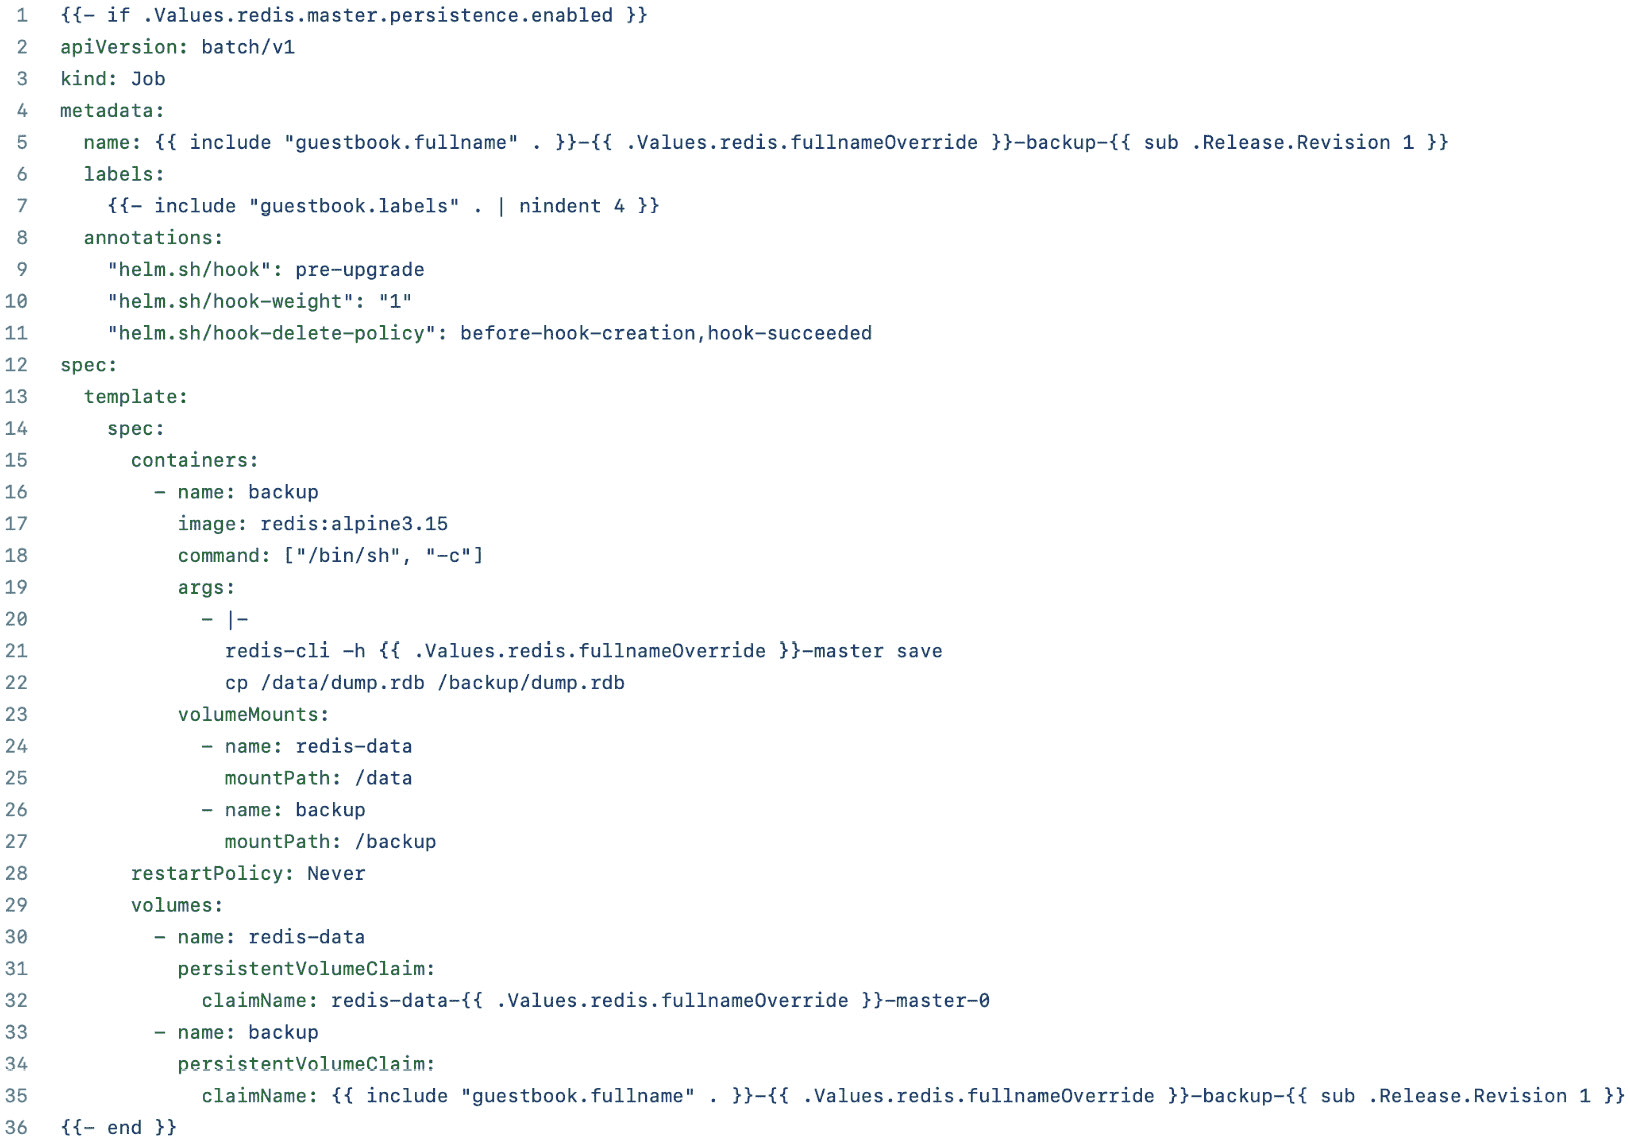 1 {{- if .Values.redis.master.persistence.enabled }}
2 apiVersion: batch/v1
3 kind: Job
4 metadata:
5   name: {{ include "guestbook.fullname" . }}-{{ .Values.redis.fullnameOverride }}-backup-{{ sub .Release.Revision 1 }}
6   labels:
7     {{- include "guestbook.labels" . | nindent 4 }}
8   annotations:
9     "helm.sh/hook": pre-upgrade
10     "helm.sh/hook-weight": "1"
11     "helm.sh/hook-delete-policy": before-hook-creation,hook-succeeded
12 spec:
13   template:
14     spec:
15       containers:
16         - name: backup
17           image: redis:alpine3.15
18           command: ["/bin/sh", "-c"]
19           args:
20             - |-
21               redis-cli -h {{ .Values.redis.fullnameOverride }}-master save
22               cp /data/dump.rdb /backup/dump.rdb
23           volumeMounts:
24             - name: redis-data
25               mountPath: /data
26             - name: backup
27               mountPath: /backup
28       restartPolicy: Never
29       volumes:
30         - name: redis-data
31           persistentVolumeClaim:
32             claimName: redis-data-{{ .Values.redis.fullnameOverride }}-master-0
33         - name: backup
34           persistentVolumeClaim:
35             claimName: {{ include "guestbook.fullname" . }}-{{ .Values.redis.fullnameOverride }}-backup-{{ sub .Release.Revision 1 }}
36 {{- end }}